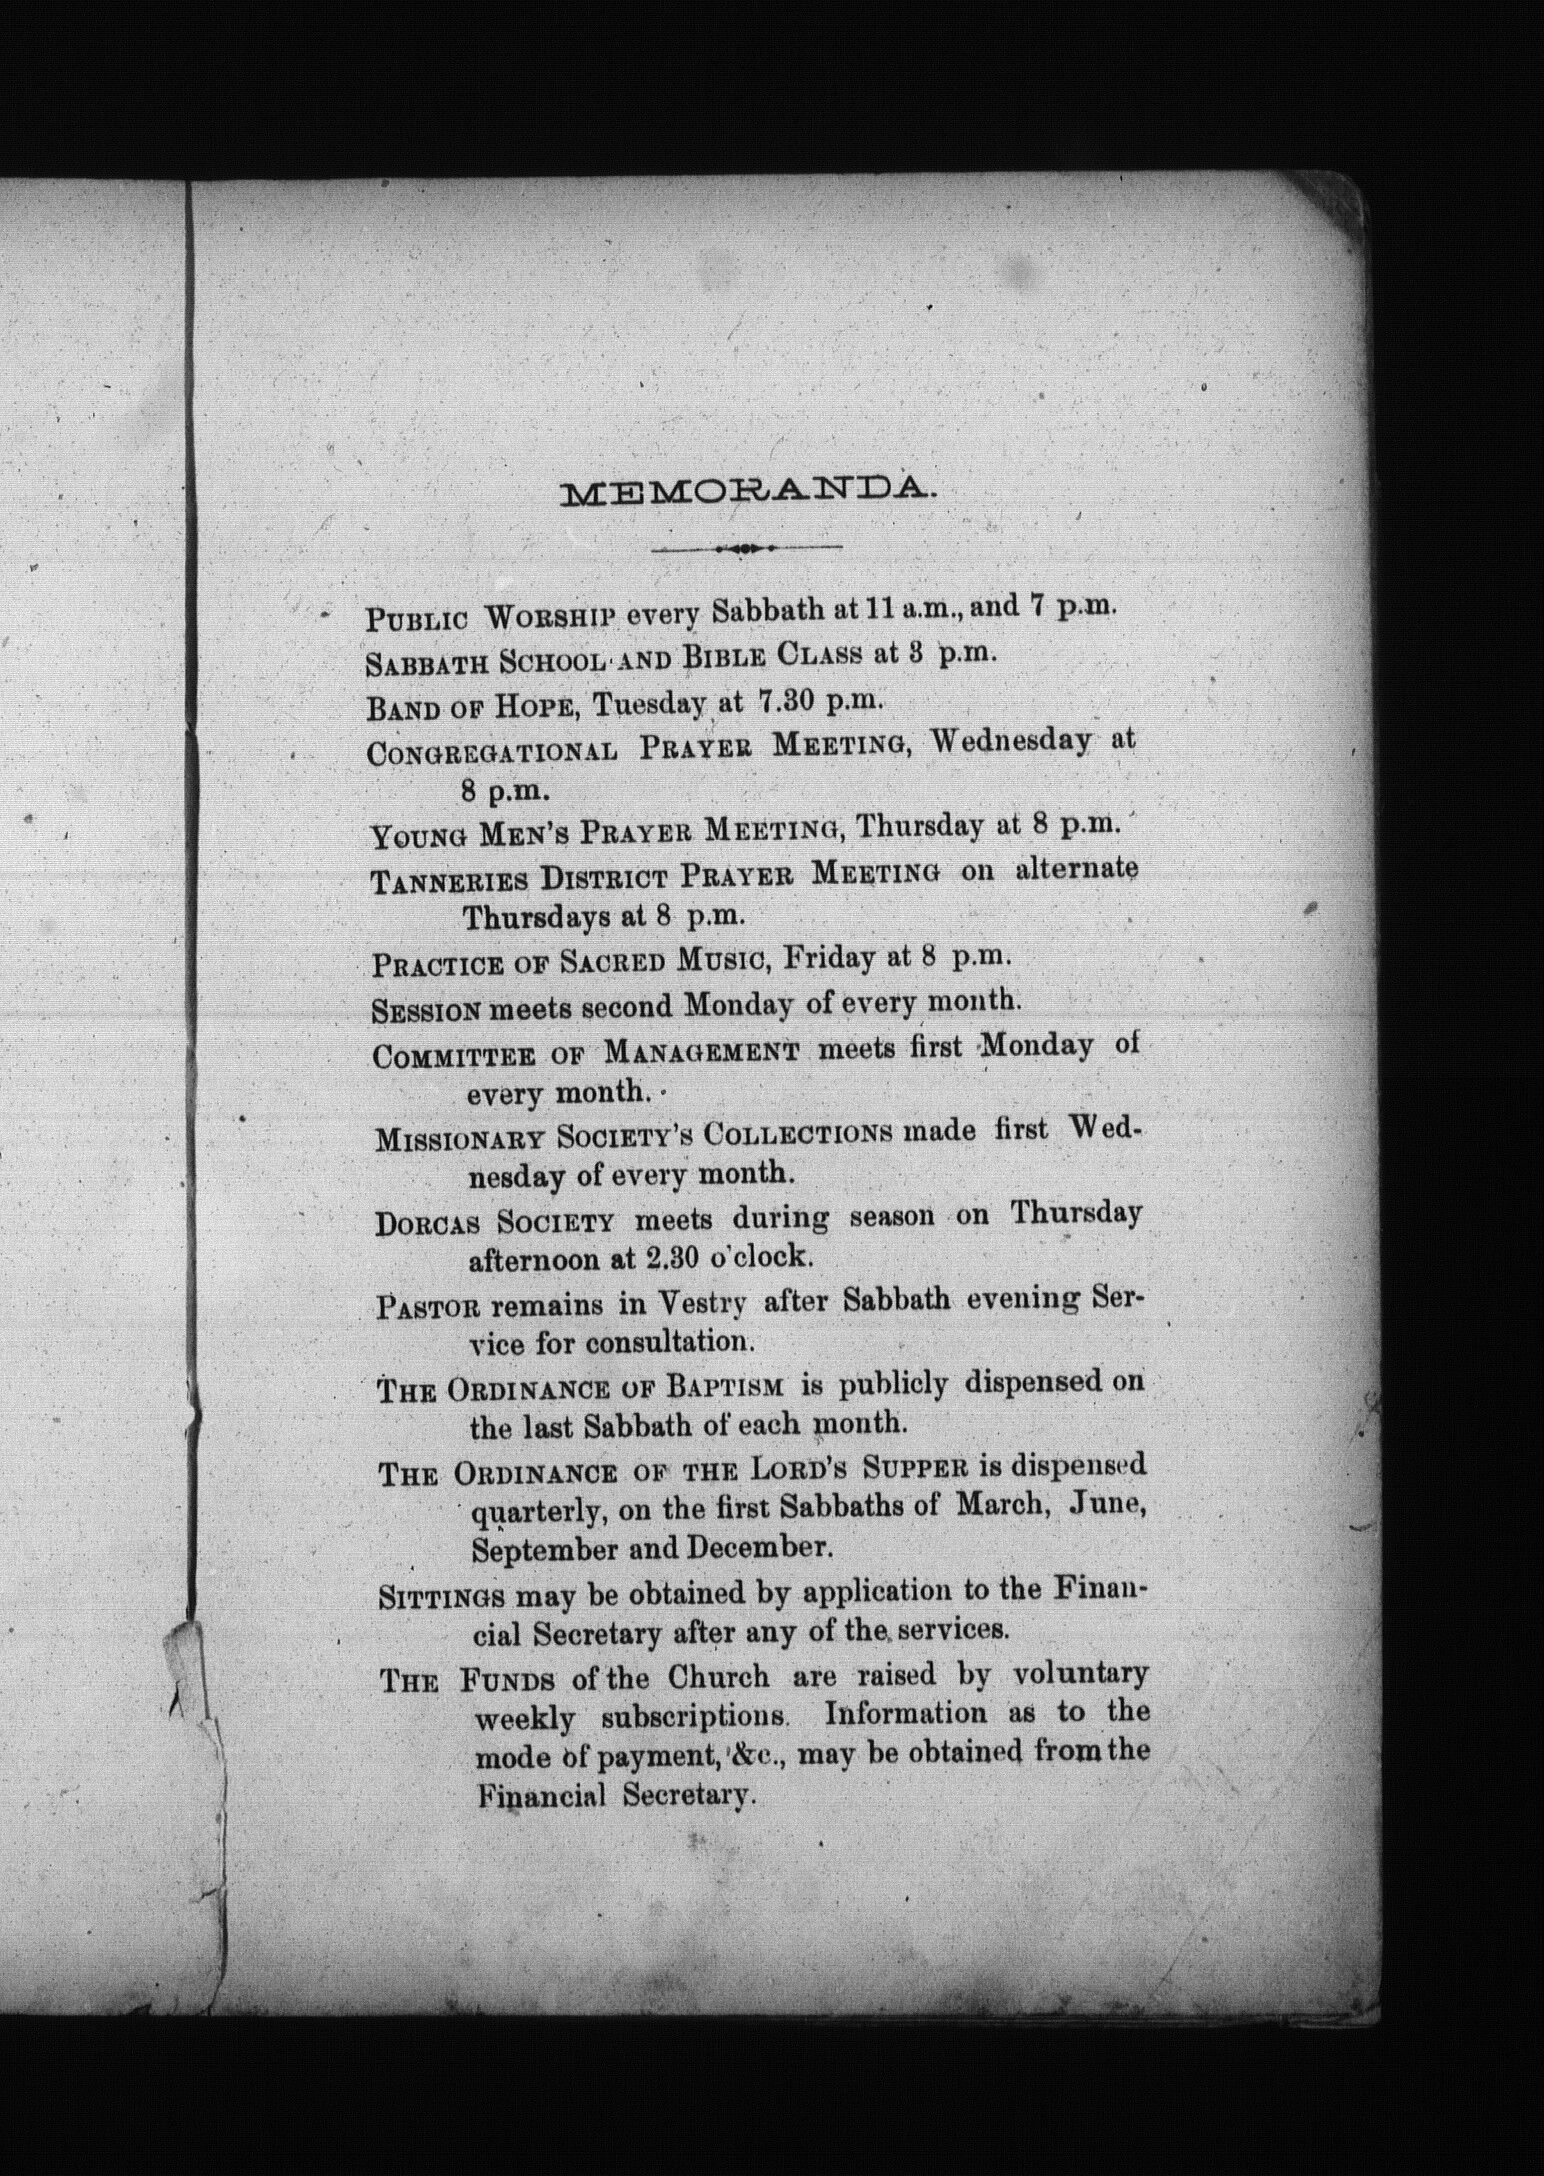 MEMORANDA.
PUBLIC WORSHIP every Sabbath at 11 a.m., and 7 p.m.
SABBATH SCHOOL AND BIBLE CLASS at 3 p.m.
BAND OF HOPE, Tuesday at 7.30 p.m.
CONGREGATIONAL PRAYER MEETING, Wednesday at
8 p.m.
YOUNG MEN'S PRAYER MEETING, Thursday at 8 p.m.
TANNERIES DISTRICT PRAYER MEETING on alternate
Thursdays at 8 p.m.
PRACTICE OF SACRED MUSIC, Friday at 8 p.m.
SESSION meets second Monday of every month.
COMMITTEE OF MANAGEMENT meets first Monday of
every month.
MISSIONARY SOCIETY'S COLLECTIONS made first Wed-
nesday of every month.
DORCAS SOCIETY meets during season on Thursday
afternoon at 2.30 o'clock.
PASTOR remains in Vestry after Sabbath evening Ser-
vice for consultation.
THE ORDINANCE OF BAPTISM is publicly dispensed on
the last Sabbath of each month.
THE ORDINANCE OF THE LORD'S SUPPER is dispensed
quarterly, on the first Sabbaths of March, June,
September and December.
SITTINGS may be obtained by application to the Finan-
cial Secretary after any of the services.
THE FUNDS of the Church are raised by voluntary
weekly subscriptions. Information as to the
mode of payment, &c., may be obtained from the
Financial Secretary.